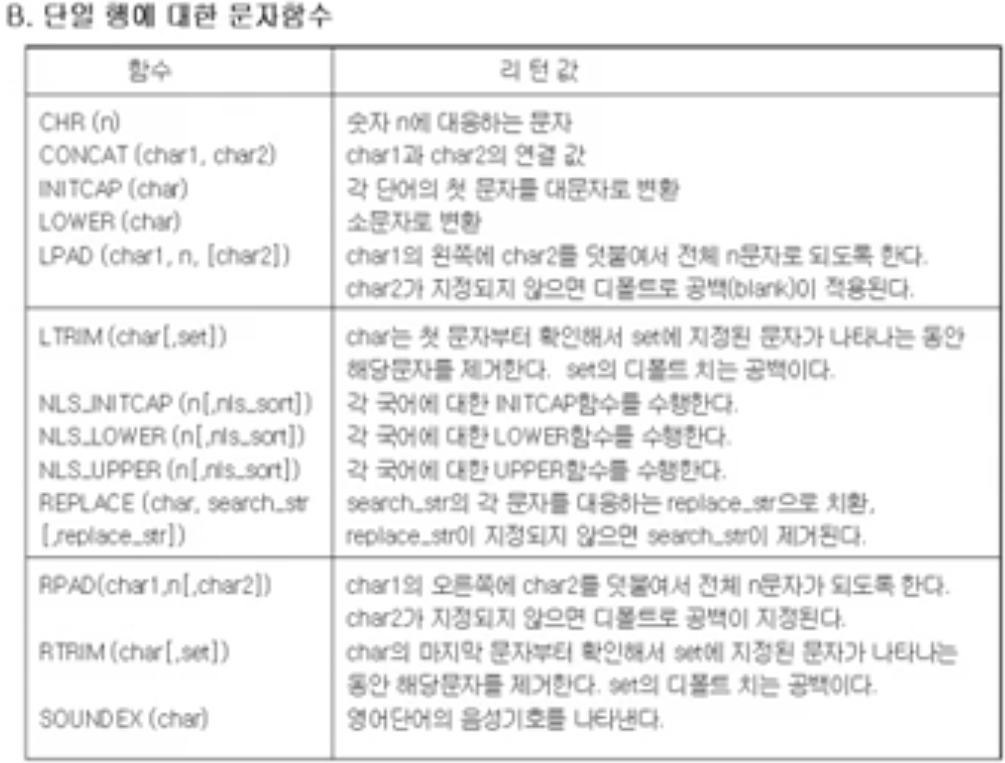 B. 단일 행에 대한 문자함수
함수 리턴값
CHR (n) 숫자 n에 대응하는 문자
CONCAT (char1, char2) char1과 char2의 연결 값
INITCAP (char) 각 단어의 첫 문자를 대문자로 변환
LOWER (char) 소문자로 변환
LPAD (char1, n, [char2]) char1의 왼쪽에 char2를 덧붙여서 전체 n문자로 되도록 한다.
char2가 지정되지 않으면 디폴트로 공백(blank)이 적용된다.
LTRIM (char[,set]) char는 첫 문자부터 확인해서 set에 지정된 문자가 나타나는 동안
해당문자를 제거한다. set의 디폴트 치는 공백이다.
NLS_INITCAP (n[,nls_sort]) 각 국어에 대한 INITCAP함수를 수행한다.
NLS_LOWER (n[,nls_sort]) 각 국어에 대한 LOWER함수를 수행한다.
NLS_UPPER (n[,nls_sort]) 각 국어에 대한 UPPER함수를 수행한다.
REPLACE (char, search_str search_str의 각 문자를 대응하는 replace_str으로 치환,
[,replace_str]) replace_str이 지정되지 않으면 search_str이 제거된다.
RPAD(char1,n[,char2]) char1의 오른쪽에 char2를 덧붙여서 전체 n문자가 되도록 한다.
char2가 지정되지 않으면 디폴트로 공백이 지정된다.
RTRIM (char[,set]) char의 마지막 문자부터 확인해서 set에 지정된 문자가 나타나는
동안 해당문자를 제거한다. set의 디폴트 치는 공백이다.
SOUNDEX (char) 영어단어의 음성기호를 나타낸다.